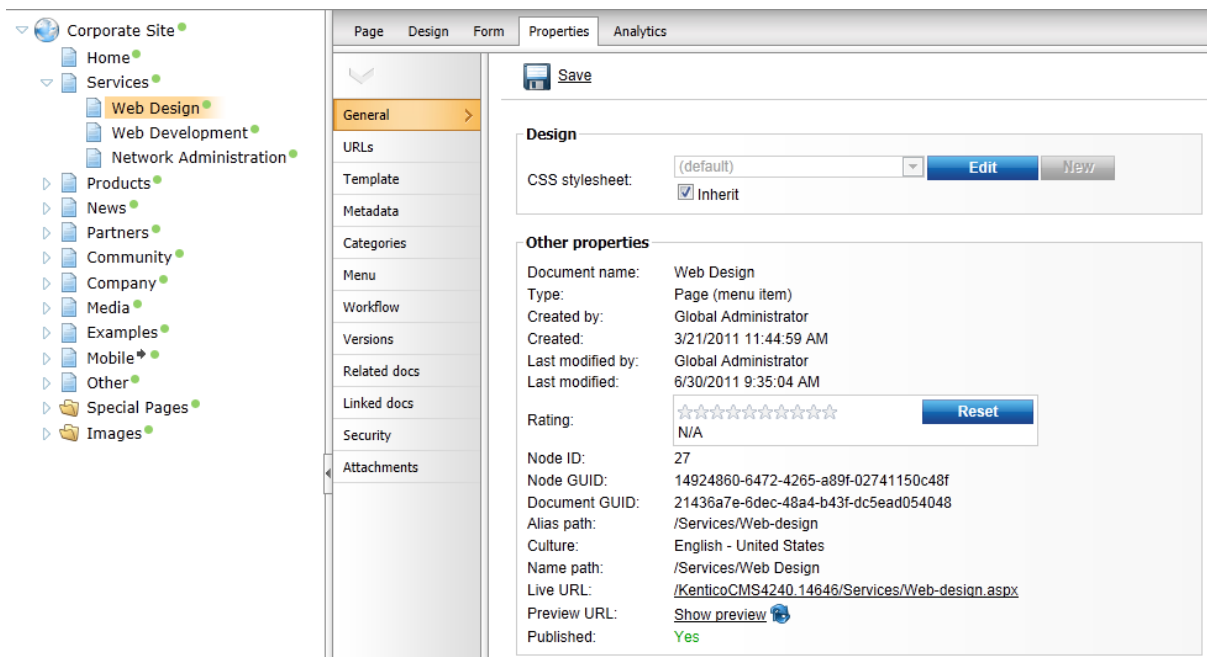 Corporate Site
Home
Services
Web Design
Web Development
Network Administration
Products
News
Partners
Community
Company
Media
Examples
Mobile
Other
Special Pages
Images
Page Design Form Properties Analytics
General
URLs
Template
Metadata
Categories
Menu
Workflow
Versions
Related docs
Linked docs
Security
Attachments
Save
Design
CSS stylesheet: (default) Edit New
Inherit
Other properties
Document name: Web Design
Type: Page (menu item)
Created by: Global Administrator
Created: 3/21/2011 11:44:59 AM
Last modified by: Global Administrator
Last modified: 6/30/2011 9:35:04 AM
Rating: Reset
N/A
Node ID: 27
Node GUID: 14924860-6472-4265-a89f-02741150c48f
Document GUID: 21436a7e-6dec-48a4-b43f-dc5ead054048
Alias path: /Services/Web-design
Culture: English - United States
Name path: /Services/Web Design
Live URL: /KenticoCMS4240.14646/Services/Web-design.aspx
Preview URL: Show preview
Published: Yes